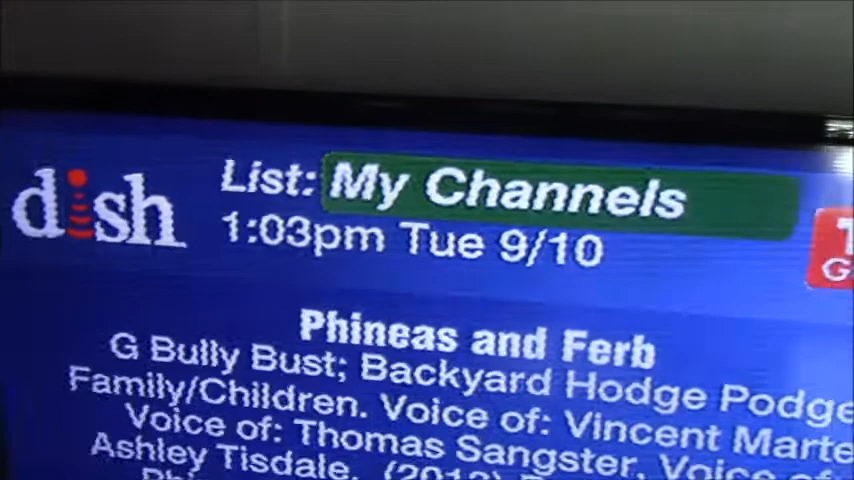 dish
List: My Channels
1:03pm Tue 9/10
Phineas and Ferb
G Bully Bust; Backyard Hodge Podge
Family/Children. Voice of: Vincent
Voice of: Thomas Sangster, Voice of:
Ashley Tisdale. (2012)